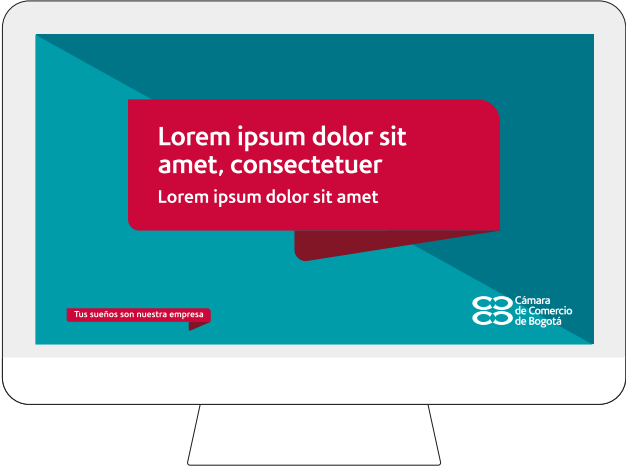 Lorem ipsum dolor sit
amet, consectetuer
Lorem ipsum dolor sit amet
Tus sueños son nuestra empresa
Cámara
de Comercio
de Bogotá